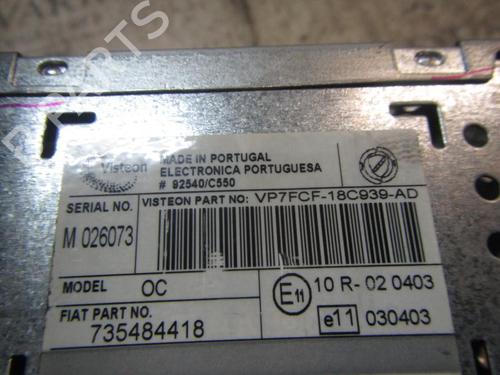 B-PARTS
Visteon
MADE IN PORTUGAL
ELECTRONICA PORTUGUESA
# 92540/C550
SERIAL NO.
VISTEON PART NO: VP7FCF-18C939-AD
M 026073
MODEL OC
E11 10 R- 02 0403
FIAT PART NO.
e11 030403
735484418